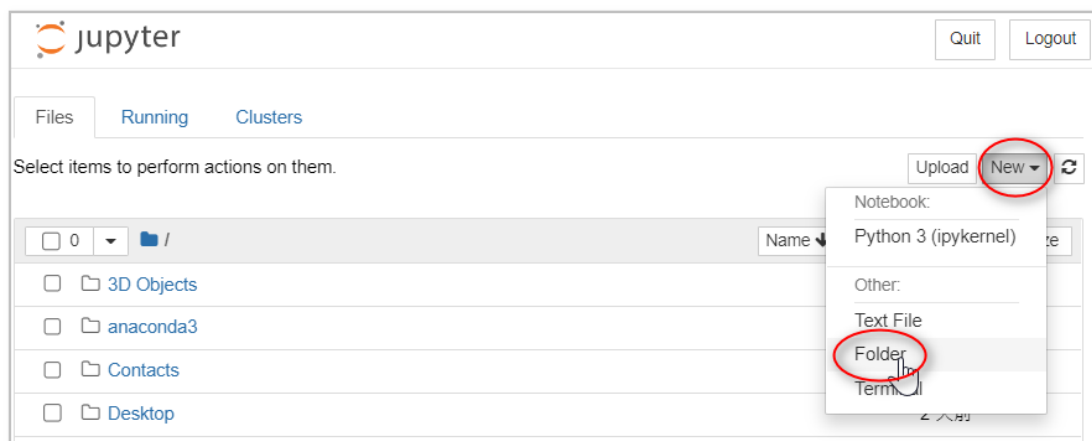 jupyter
Quit
Logout
Files
Running
Clusters
Select items to perform actions on them.
Upload
New
Notebook:
Python 3 (ipykernel)
Other:
Text File
Folder
Terminal
0
/
Name
3D Objects
anaconda3
Contacts
Desktop